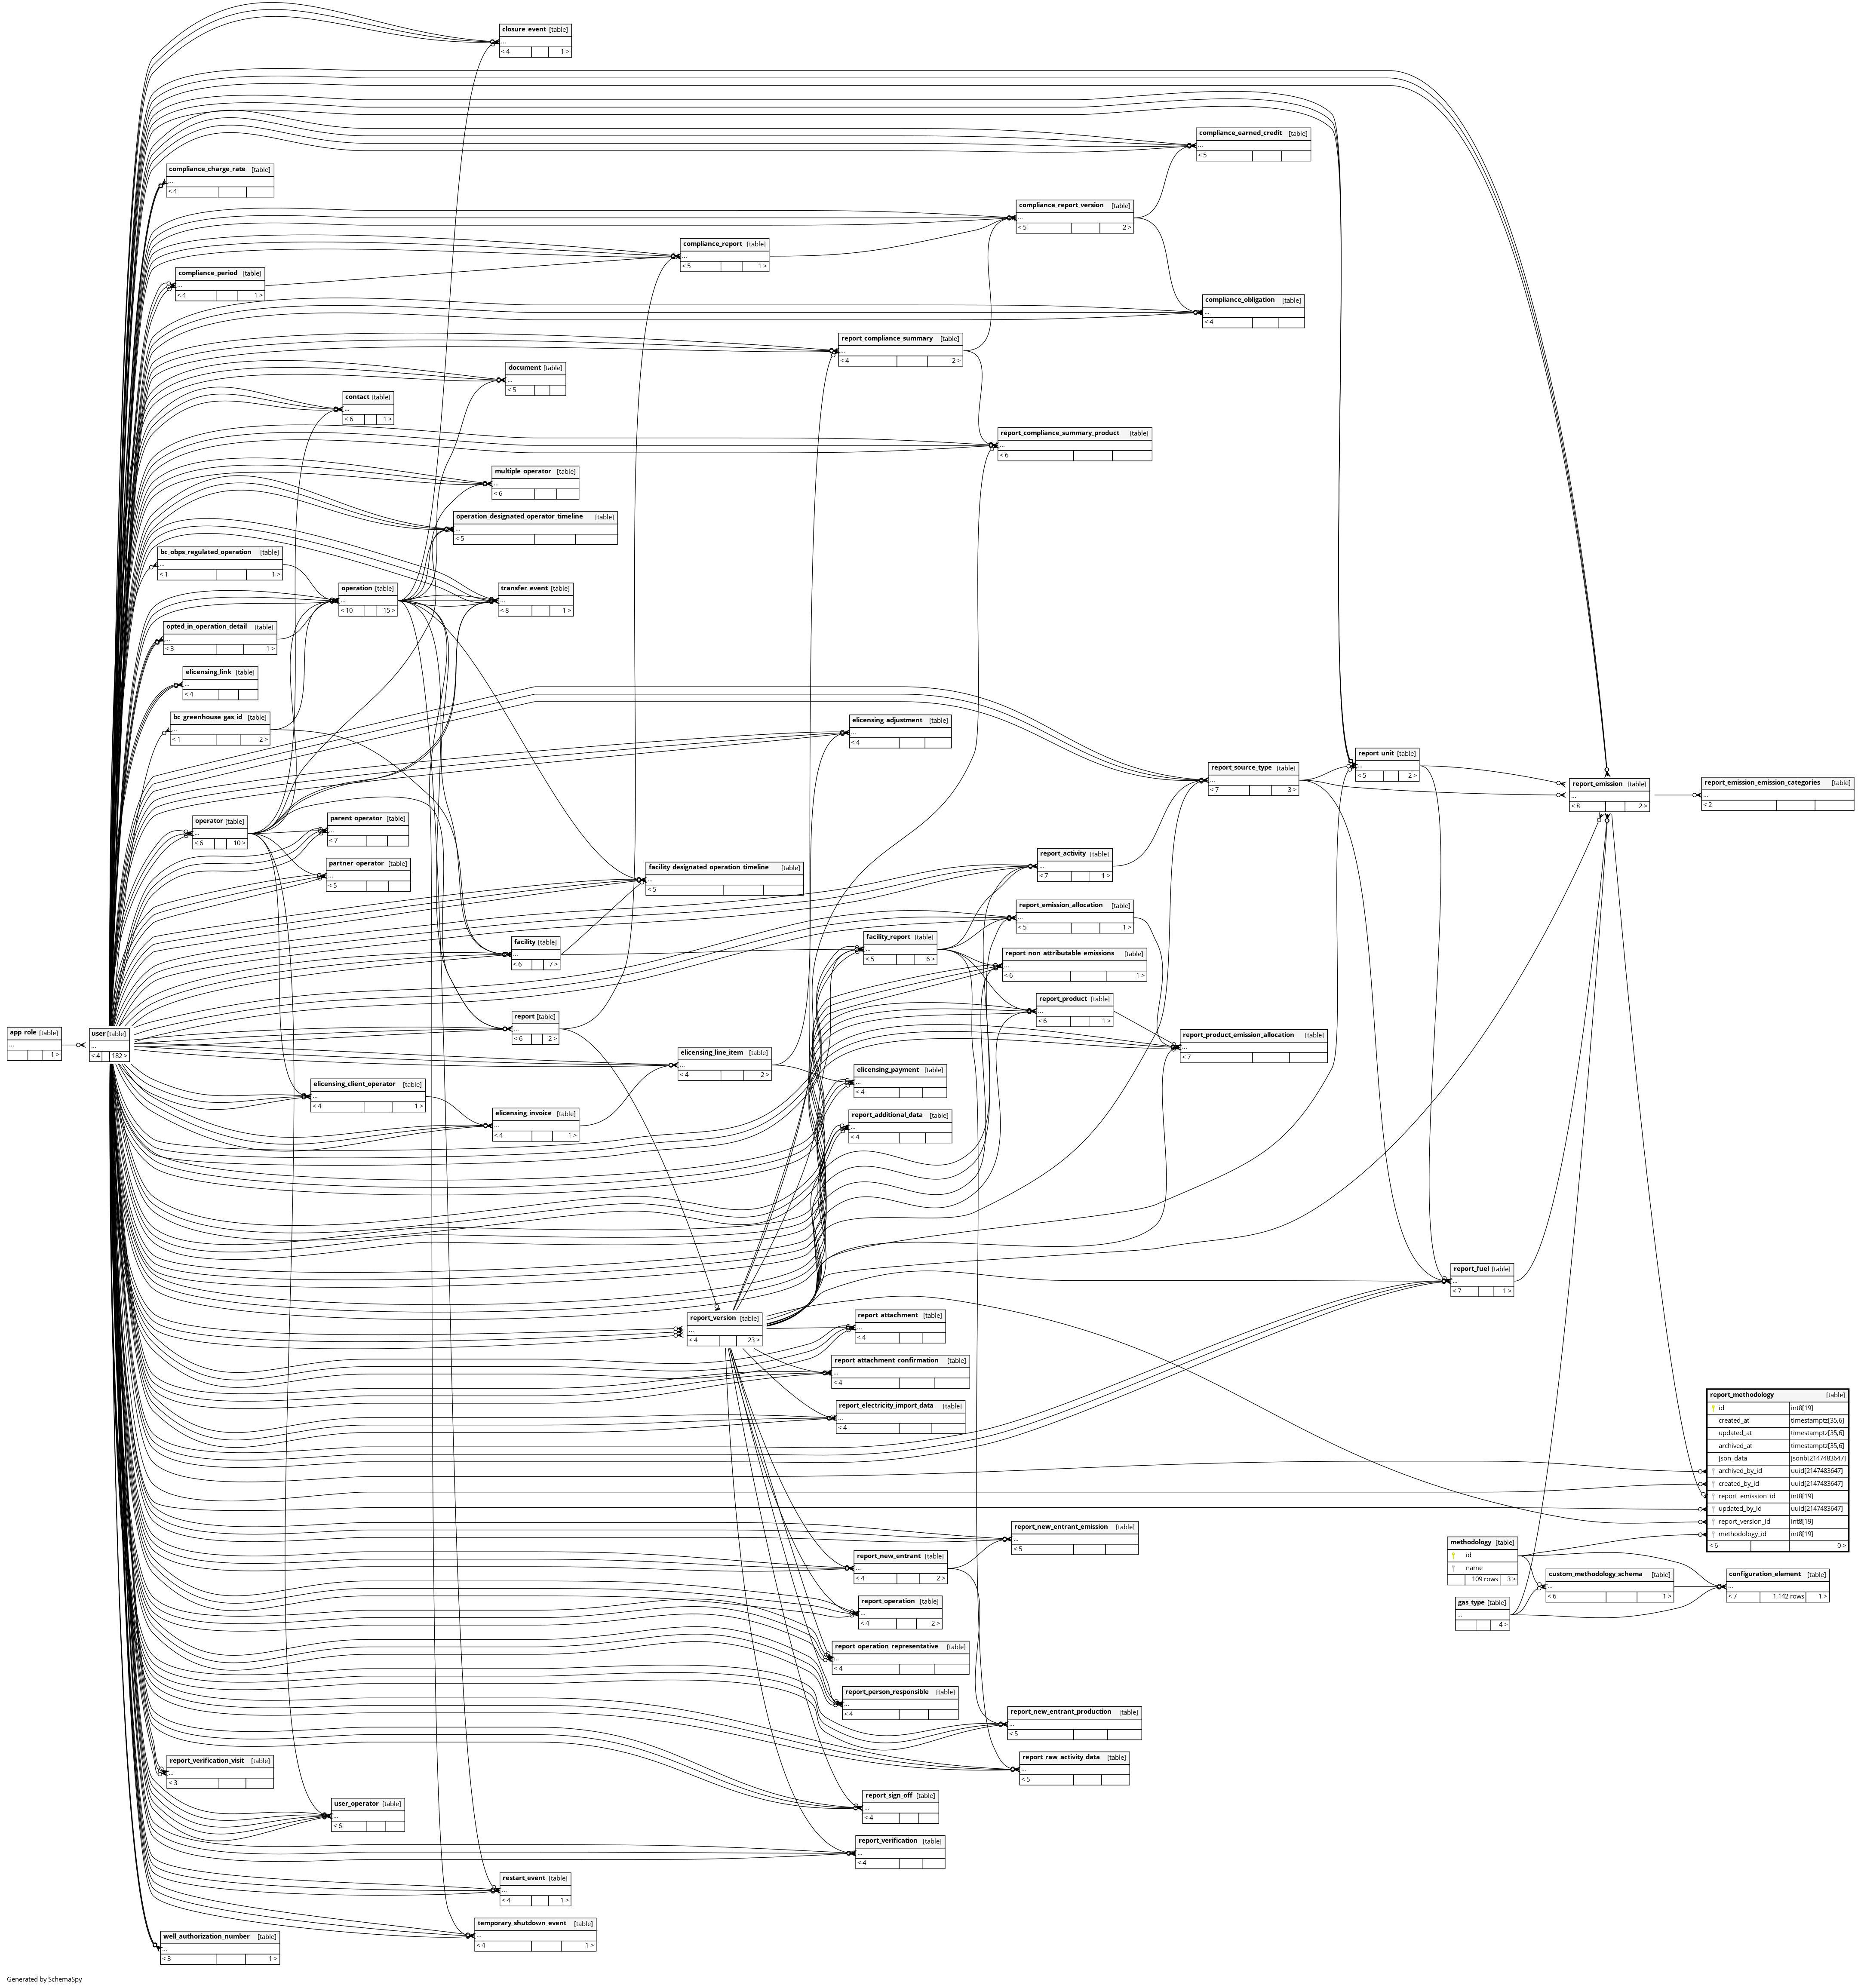 closure_event [table]
...
< 4 1 >
compliance_earned_credit [table]
...
< 5
compliance_charge_rate [table]
...
< 4
compliance_report_version [table]
...
< 5 2 >
compliance_report [table]
...
< 5 1 >
compliance_period [table]
...
< 4 1 >
compliance_obligation [table]
...
< 4
report_compliance_summary [table]
...
< 4 2 >
document [table]
...
< 5
contact [table]
...
< 6 1 >
report_compliance_summary_product [table]
...
< 6
multiple_operator [table]
...
< 6
operation_designated_operator_timeline [table]
...
< 5
bc_obps_regulated_operation [table]
...
< 1 1 >
operation [table]
...
< 10 15 >
transfer_event [table]
...
< 8 1 >
opted_in_operation_detail [table]
...
< 3 1 >
elicensing_link [table]
...
< 4
bc_greenhouse_gas_id [table]
...
< 1 2 >
elicensing_adjustment [table]
...
< 4
report_unit [table]
...
< 5 2 >
report_source_type [table]
...
< 7 3 >
report_emission [table]
...
< 8 2 >
report_emission_emission_categories [table]
...
< 2
operator [table]
...
< 6 10 >
parent_operator [table]
...
< 7
report_activity [table]
...
< 7 1 >
partner_operator [table]
...
< 5
facility_designated_operation_timeline [table]
...
< 5
report_emission_allocation [table]
...
< 5 1 >
facility [table]
...
< 6 7 >
facility_report [table]
...
< 5 6 >
report_non_attributable_emissions [table]
...
< 6 1 >
report_product [table]
...
< 6 1 >
report [table]
...
< 6 2 >
app_role [table]
...
1 >
user [table]
...
< 4 182 >
report_product_emission_allocation [table]
...
< 7
elicensing_line_item [table]
...
< 4 2 >
elicensing_payment [table]
...
< 4
elicensing_client_operator [table]
...
< 4 1 >
elicensing_invoice [table]
...
< 4 1 >
report_additional_data [table]
...
< 4
report_fuel [table]
...
< 7 1 >
report_version [table]
...
< 4 23 >
report_attachment [table]
...
< 4
report_attachment_confirmation [table]
...
< 4
report_electricity_import_data [table]
...
< 4
report_methodology [table]
id int8[19]
created_at timestamptz[35,6]
updated_at timestamptz[35,6]
archived_at timestamptz[35,6]
json_data jsonb[2147483647]
archived_by_id uuid[2147483647]
created_by_id uuid[2147483647]
report_emission_id int8[19]
updated_by_id uuid[2147483647]
report_version_id int8[19]
methodology_id int8[19]
< 6 0 >
report_new_entrant_emission [table]
...
< 5
methodology [table]
id
name
109 rows 3 >
report_new_entrant [table]
...
< 4 2 >
custom_methodology_schema [table]
...
< 6 1 >
configuration_element [table]
...
< 7 1,142 rows 1 >
gas_type [table]
...
4 >
report_operation [table]
...
< 4 2 >
report_operation_representative [table]
...
< 4
report_person_responsible [table]
...
< 4
report_new_entrant_production [table]
...
< 5
report_raw_activity_data [table]
...
< 5
report_verification_visit [table]
...
< 3
report_sign_off [table]
...
< 4
user_operator [table]
...
< 6
report_verification [table]
...
< 4
restart_event [table]
...
< 4 1 >
temporary_shutdown_event [table]
...
< 4 1 >
well_authorization_number [table]
...
< 3 1 >
Generated by SchemaSpy